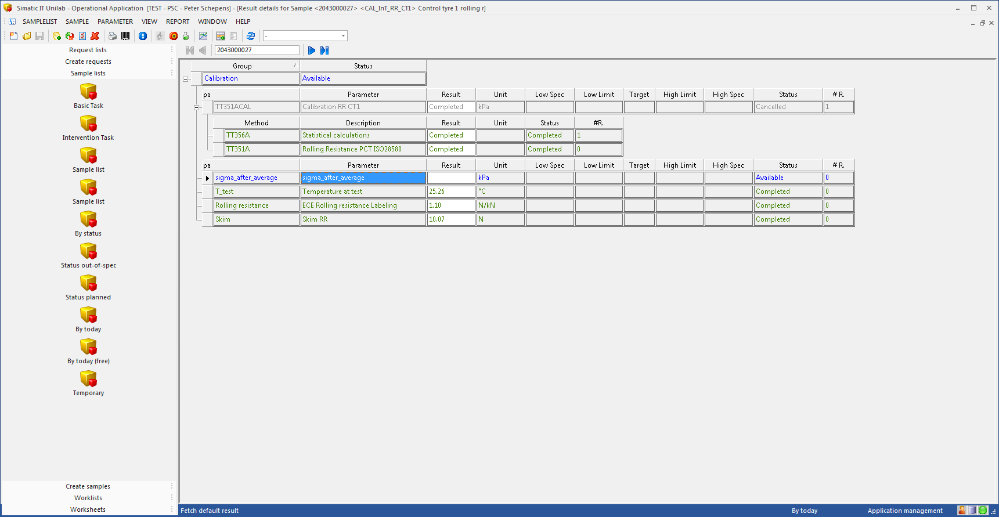 Simatic IT Unilab - Operational Application [TEST - PSC - Peter Schepens] - [Result details for Sample <2043000027> <CAL_InT_RR_CT1> Control tyre 1 rolling r]
SAMPLELIST SAMPLE PARAMETER VIEW REPORT WINDOW HELP
-
2043000027
Request lists
Create requests
Sample lists
Basic Task
Intervention Task
Sample list
Sample list
By status
Status out-of-spec
Status planned
By today
By today (free)
Temporary
Create samples
Worklists
Worksheets
Group Status
Calibration Available
pa Parameter Result Unit Low Spec Low Limit Target High Limit High Spec Status # R.
TT351ACAL Calibration RR CT1 Completed kPa Cancelled 1
Method Description Result Unit Status #R.
TT356A Statistical calculations Completed Completed 1
TT351A Rolling Resistance PCT ISO28580 Completed Completed 0
pa Parameter Result Unit Low Spec Low Limit Target High Limit High Spec Status # R.
sigma_after_average sigma_after_average kPa Available 0
T_test Temperature at test 25.26 °C Completed 0
Rolling resistance ECE Rolling resistance Labeling 1.10 N/kN Completed 0
Skim Skim RR 10.07 N Completed 0
Fetch default result By today Application management